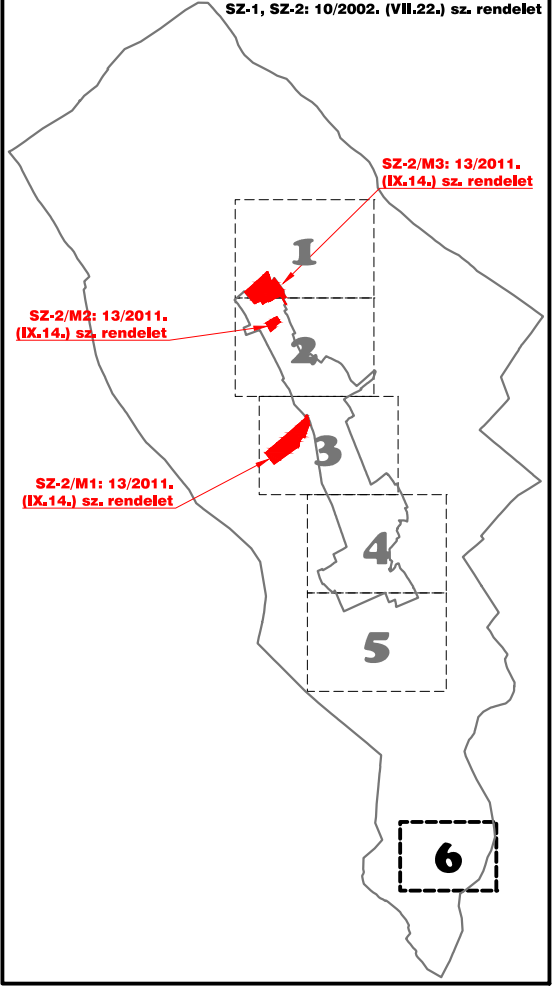 SZ-1, SZ-2: 10/2002. (VII.22.) sz. rendelet
SZ-2/M3: 13/2011.
(IX.14.) sz. rendelet
1
SZ-2/M2: 13/2011.
(IX.14.) sz. rendelet
2
3
SZ-2/M1: 13/2011.
(IX.14.) sz. rendelet
4
5
6